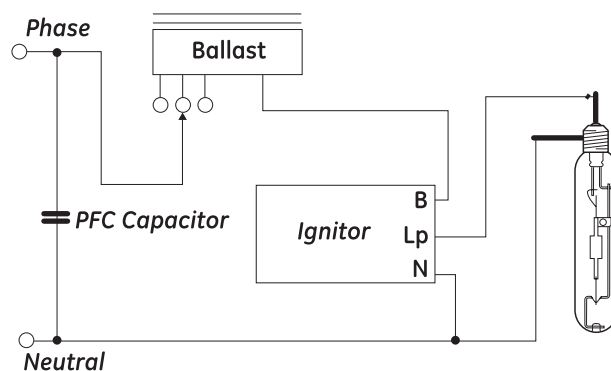 Phase
Ballast
B
PFC Capacitor
Ignitor
Lp
N
Neutral